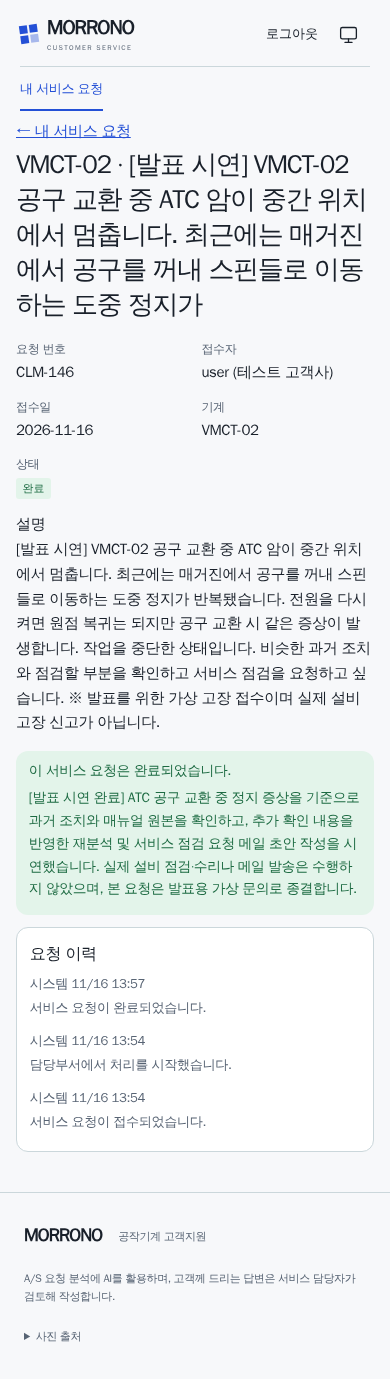 MORRONO
CUSTOMER SERVICE
로그아웃
내 서비스 요청
← 내 서비스 요청
VMCT-02 · [발표 시연] VMCT-02
공구 교환 중 ATC 암이 중간 위치
에서 멈춥니다. 최근에는 매거진
에서 공구를 꺼내 스핀들로 이동
하는 도중 정지가
요청 번호
CLM-146
접수자
user (테스트 고객사)
접수일
2026-11-16
기계
VMCT-02
상태
완료
설명
[발표 시연] VMCT-02 공구 교환 중 ATC 암이 중간 위치
에서 멈춥니다. 최근에는 매거진에서 공구를 꺼내 스핀
들로 이동하는 도중 정지가 반복됐습니다. 전원을 다시
켜면 원점 복귀는 되지만 공구 교환 시 같은 증상이 발
생합니다. 작업을 중단한 상태입니다. 비슷한 과거 조치
와 점검할 부분을 확인하고 서비스 점검을 요청하고 싶
습니다. ※ 발표를 위한 가상 고장 접수이며 실제 설비
고장 신고가 아닙니다.
이 서비스 요청은 완료되었습니다.
[발표 시연 완료] ATC 공구 교환 중 정지 증상을 기준으로
과거 조치와 매뉴얼 원본을 확인하고, 추가 확인 내용을
반영한 재분석 및 서비스 점검 요청 메일 초안 작성을 시
연했습니다. 실제 설비 점검·수리나 메일 발송은 수행하
지 않았으며, 본 요청은 발표용 가상 문의로 종결합니다.
요청 이력
시스템 11/16 13:57
서비스 요청이 완료되었습니다.
시스템 11/16 13:54
담당부서에서 처리를 시작했습니다.
시스템 11/16 13:54
서비스 요청이 접수되었습니다.
MORRONO 공작기계 고객지원
A/S 요청 분석에 AI를 활용하며, 고객께 드리는 답변은 서비스 담당자가
검토해 작성합니다.
▶ 사진 출처